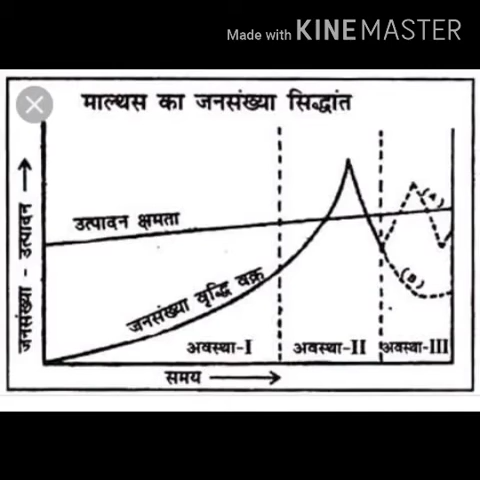 Made with KINEMASTER
माल्थस का जनसंख्या सिद्धांत
जनसंख्या - उत्पादन
उत्पादन क्षमता
जनसंख्या वृद्धि वक्र
(A)
(B)
अवस्था-I
अवस्था-II
अवस्था-III
समय